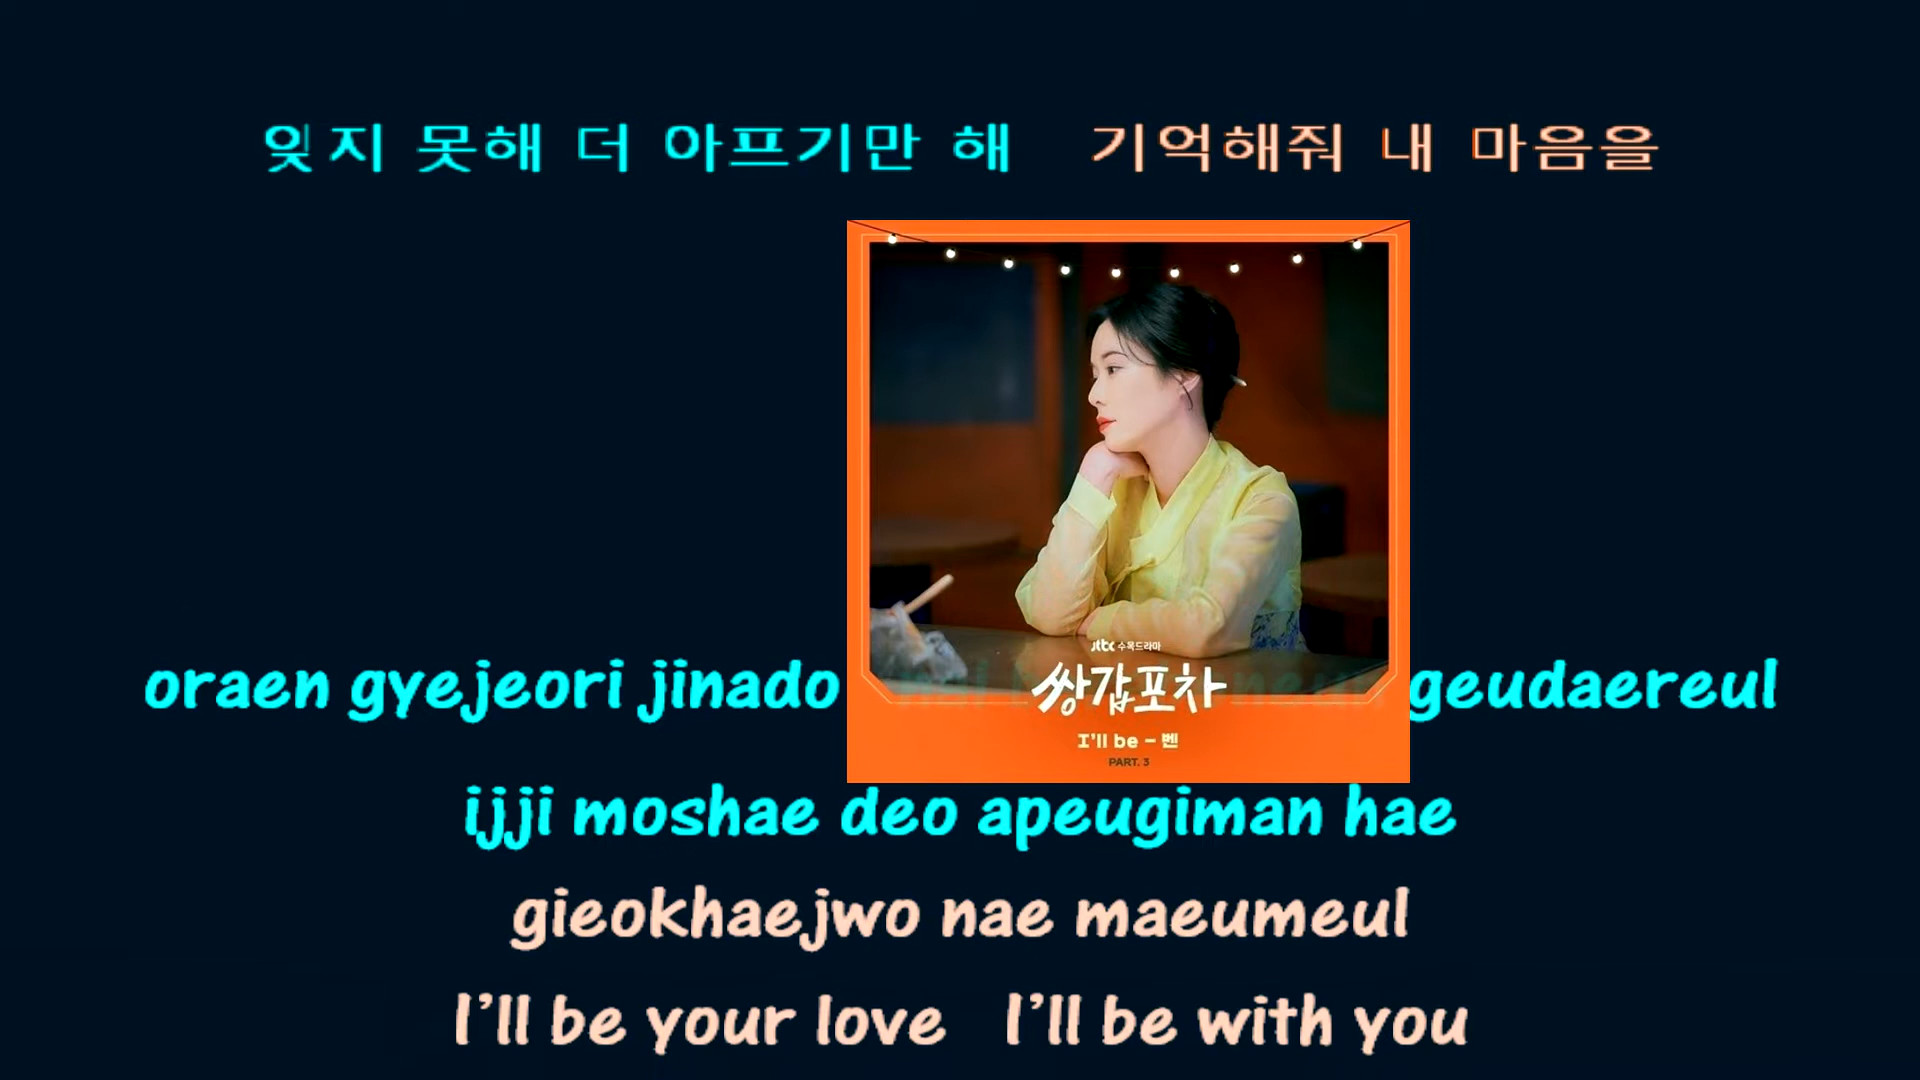 잊지 못해 더 아프기만 해 기억해줘 내 마음을
jtbc 수목드라마
쌍갑포차
I'll be - 벤
PART. 3
oraen gyejeori jinado geudaereul
ijji moshae deo apeugiman hae
gieokhaejwo nae maeumeul
I'll be your love I'll be with you